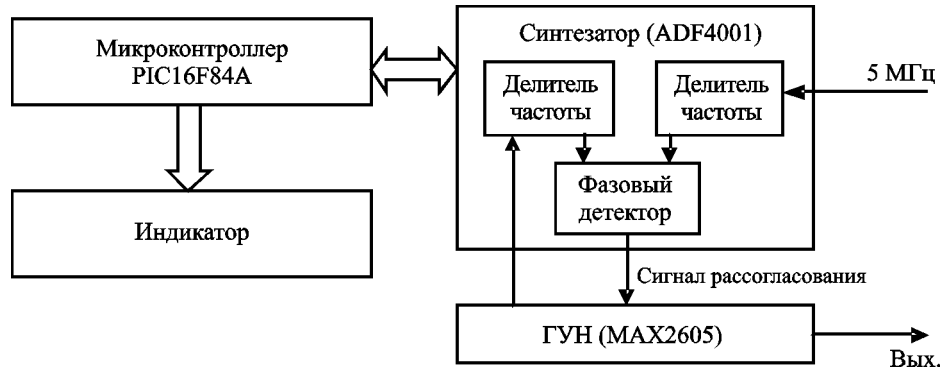 Микроконтроллер
PIC16F84A
Индикатор
Синтезатор (ADF4001)
Делитель
частоты
Делитель
частоты
5 МГц
Фазовый
детектор
Сигнал рассогласования
ГУН (MAX2605)
Вых.